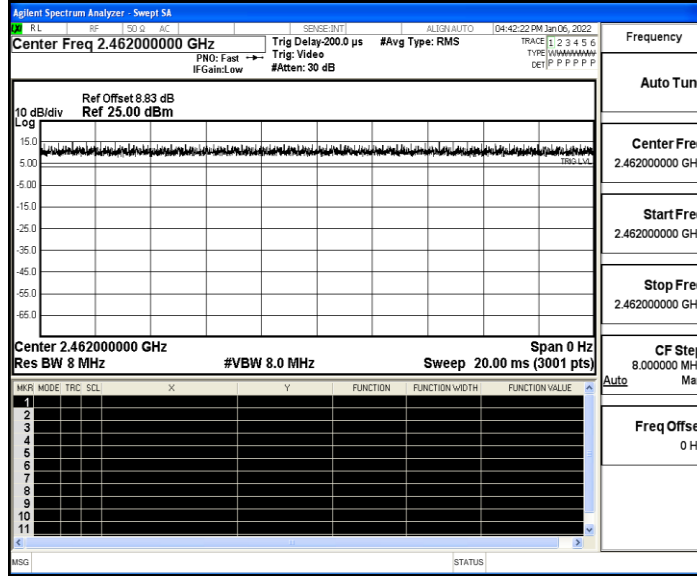 Agilent Spectrum Analyzer - Swept SA
RL RF 50 Ω AC SENSE:INT ALIGNAUTO 04:42:22 PM Jan 06, 2022
Center Freq 2.462000000 GHz
PNO: Fast
IFGain:Low
Trig Delay-200.0 µs
Trig: Video
#Atten: 30 dB
#Avg Type: RMS
TRACE 1 2 3 4 5 6
TYPE WWWWWW
DET P P P P P P
Ref Offset 8.83 dB
10 dB/div Ref 25.00 dBm
Log
15.0
5.00
TRIG LVL
-5.00
-15.0
-25.0
-35.0
-45.0
-55.0
-65.0
Center 2.462000000 GHz Span 0 Hz
Res BW 8 MHz #VBW 8.0 MHz Sweep 20.00 ms (3001 pts)
MKR MODE TRC SCL X Y FUNCTION FUNCTION WIDTH FUNCTION VALUE
1
2
3
4
5
6
7
8
9
10
11
MSG STATUS
Frequency
Auto Tun
Center Fre
2.462000000 GH
Start Fre
2.462000000 GH
Stop Fre
2.462000000 GH
CF Step
8.000000 MH
Auto Ma
Freq Offse
0 H